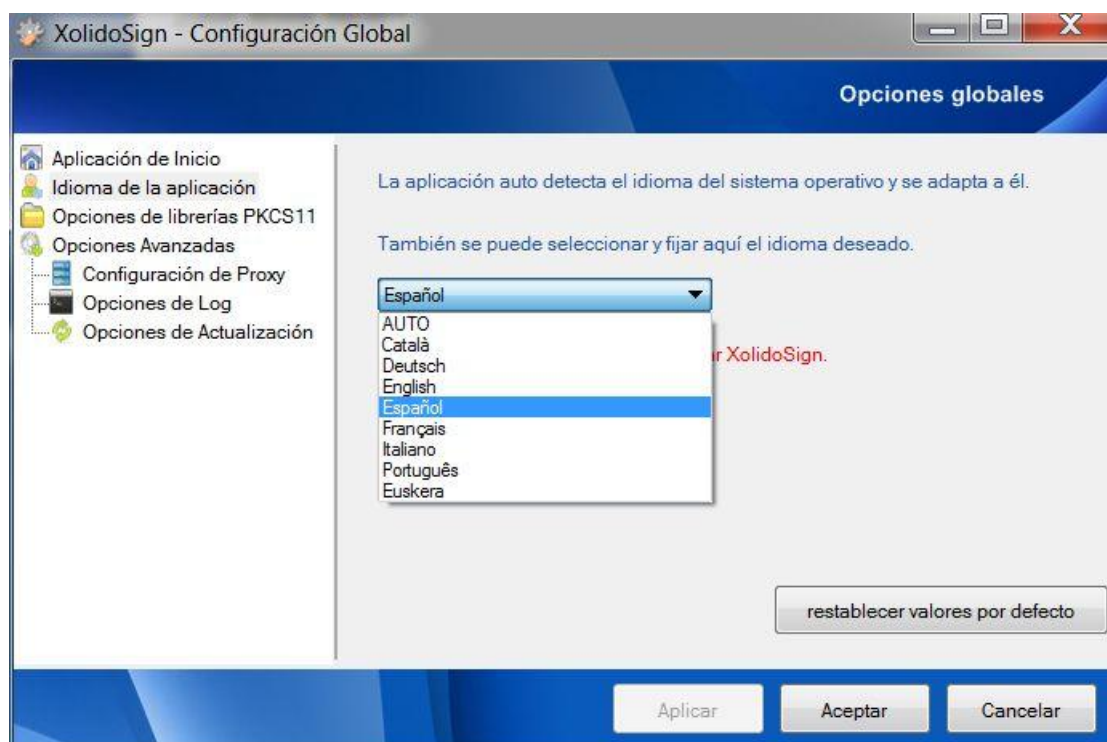 XolidoSign - Configuración Global
Opciones globales
Aplicación de Inicio
Idioma de la aplicación
Opciones de librerías PKCS11
Opciones Avanzadas
Configuración de Proxy
Opciones de Log
Opciones de Actualización
La aplicación auto detecta el idioma del sistema operativo y se adapta a él.
También se puede seleccionar y fijar aquí el idioma deseado.
Español
AUTO
Català
Deutsch
English
Español
Français
Italiano
Português
Euskera
XolidoSign.
restablecer valores por defecto
Aplicar
Aceptar
Cancelar